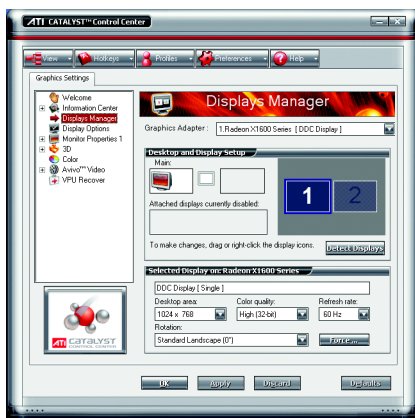 ATI CATALYST™ Control Center
View
Hotkeys
Profiles
Preferences
Help
Graphics Settings
Welcome
Information Center
Displays Manager
Display Options
Monitor Properties 1
3D
Color
Avivo™ Video
VPU Recover
ATI CATALYST
CONTROL CENTER
Displays Manager
Graphics Adapter : 1.Radeon X1600 Series [ DDC Display ]
Desktop and Display Setup
Main:
Attached displays currently disabled:
1 2
To make changes, drag or right-click the display icons.
Detect Displays
Selected Display on: Radeon X1600 Series
DDC Display [ Single ]
Desktop area: Color quality: Refresh rate:
1024 x 768 High (32-bit) 60 Hz
Rotation:
Standard Landscape (0°) Force ...
OK Apply Discard Defaults